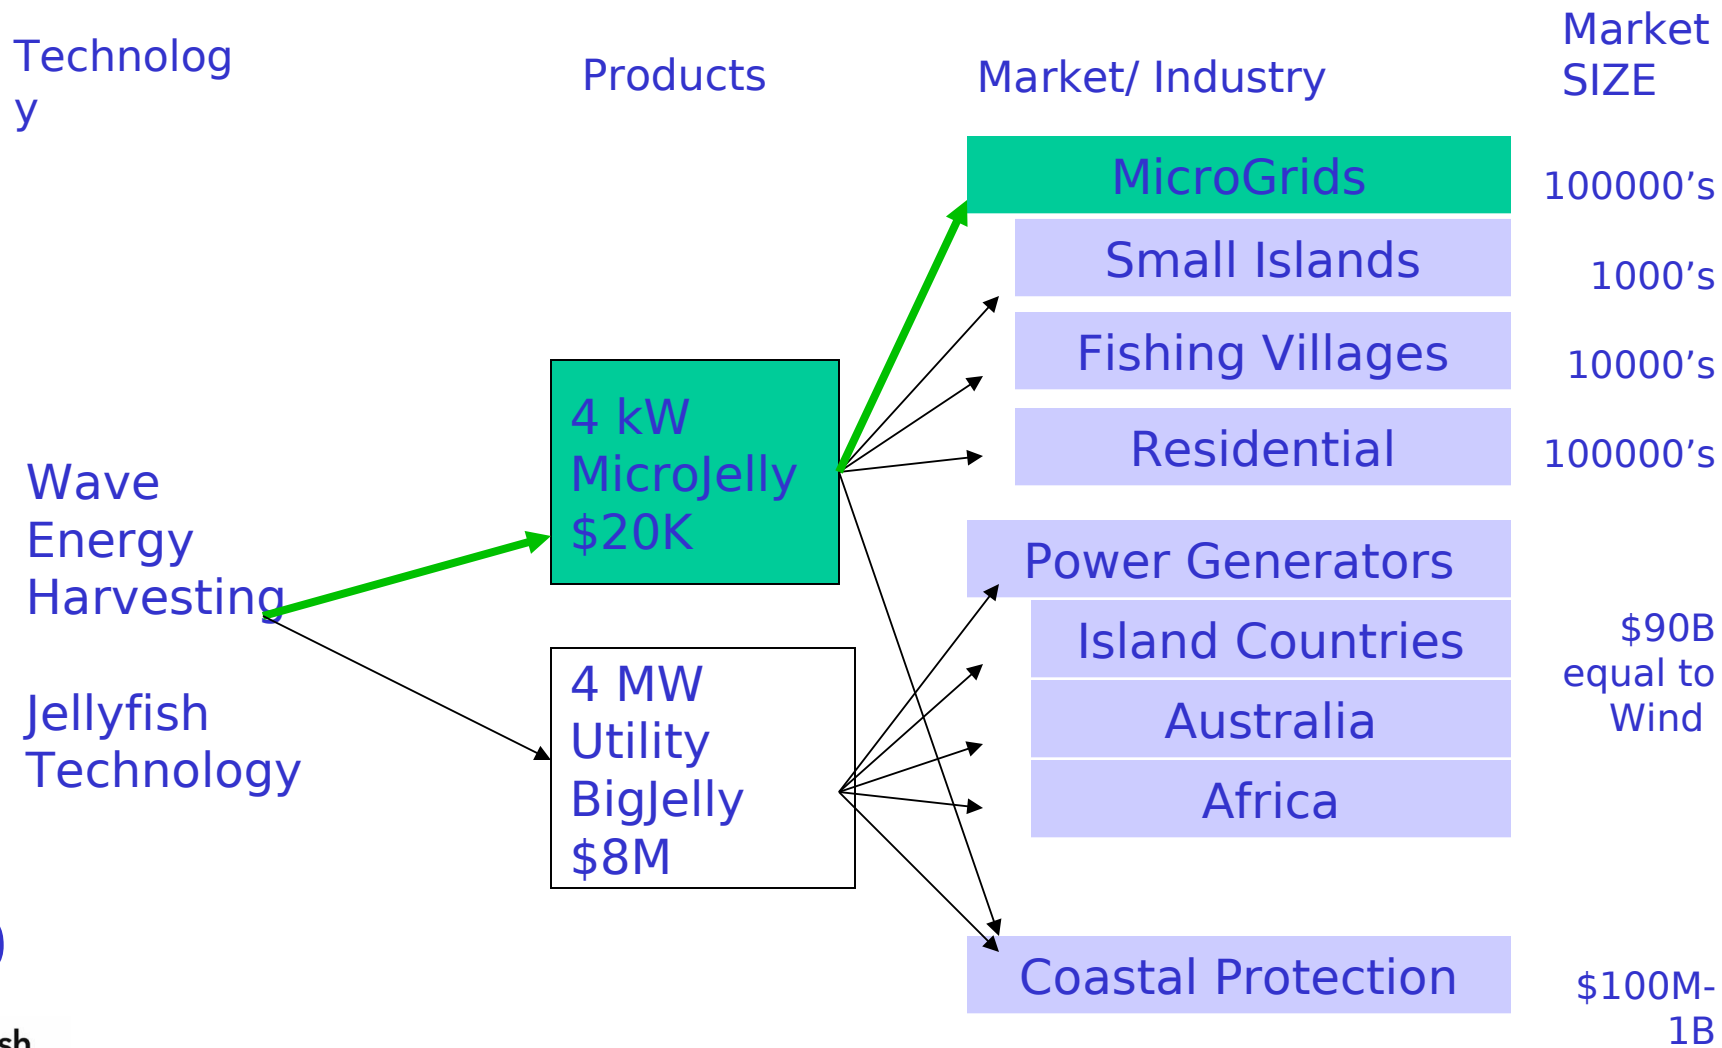 Technolog
y
Products
Market/ Industry
Market
SIZE
MicroGrids
100000’s
Small Islands
1000’s
Fishing Villages
10000’s
Residential
100000’s
4 kW
MicroJelly
$20K
Wave
Energy
Harvesting
Jellyfish
Technology
4 MW
Utility
BigJelly
$8M
Power Generators
Island Countries
Australia
Africa
$90B
equal to
Wind
Coastal Protection
$100M-
1B
)
sh